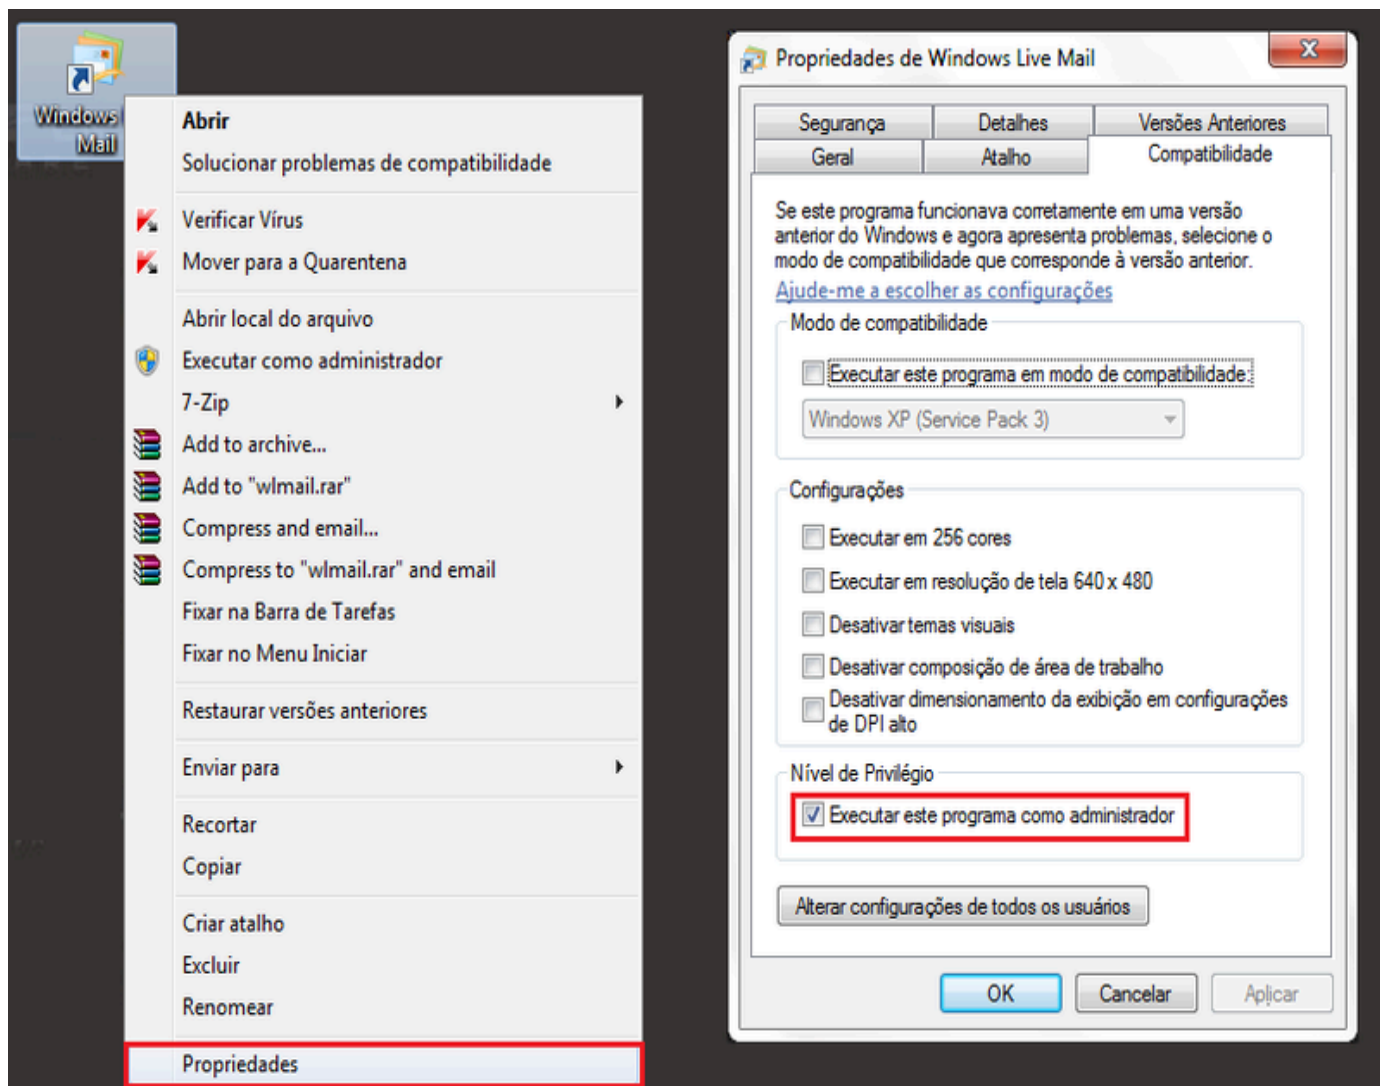 Windows
Mail
Abrir
Solucionar problemas de compatibilidade
Verificar Vírus
Mover para a Quarentena
Abrir local do arquivo
Executar como administrador
7-Zip
Add to archive...
Add to "wlmail.rar"
Compress and email...
Compress to "wlmail.rar" and email
Fixar na Barra de Tarefas
Fixar no Menu Iniciar
Restaurar versões anteriores
Enviar para
Recortar
Copiar
Criar atalho
Excluir
Renomear
Propriedades
Propriedades de Windows Live Mail
Segurança Detalhes Versões Anteriores
Geral Atalho Compatibilidade
Se este programa funcionava corretamente em uma versão
anterior do Windows e agora apresenta problemas, selecione o
modo de compatibilidade que corresponde à versão anterior.
Ajude-me a escolher as configurações
Modo de compatibilidade
Executar este programa em modo de compatibilidade:
Windows XP (Service Pack 3)
Configurações
Executar em 256 cores
Executar em resolução de tela 640 x 480
Desativar temas visuais
Desativar composição de área de trabalho
Desativar dimensionamento da exibição em configurações
de DPI alto
Nível de Privilégio
Executar este programa como administrador
Alterar configurações de todos os usuários
OK Cancelar Aplicar